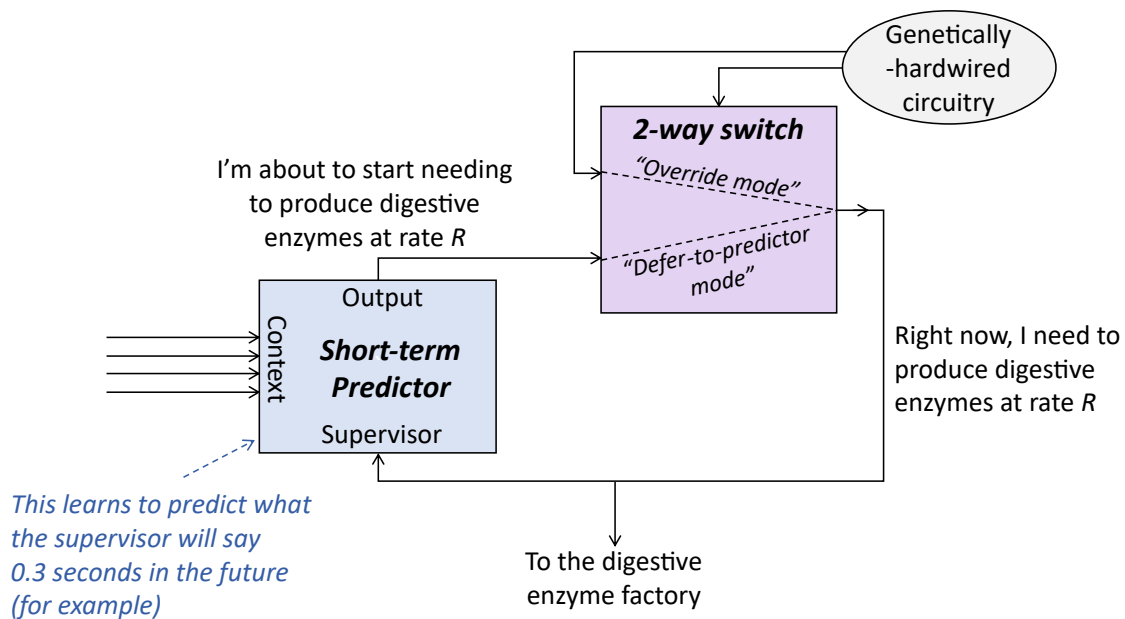 Genetically
-hardwired
circuitry
2-way switch
"Override mode"
"Defer-to-predictor
mode"
I'm about to start needing
to produce digestive
enzymes at rate R
Output
Context
Short-term
Predictor
Supervisor
Right now, I need to
produce digestive
enzymes at rate R
This learns to predict what
the supervisor will say
0.3 seconds in the future
(for example)
To the digestive
enzyme factory